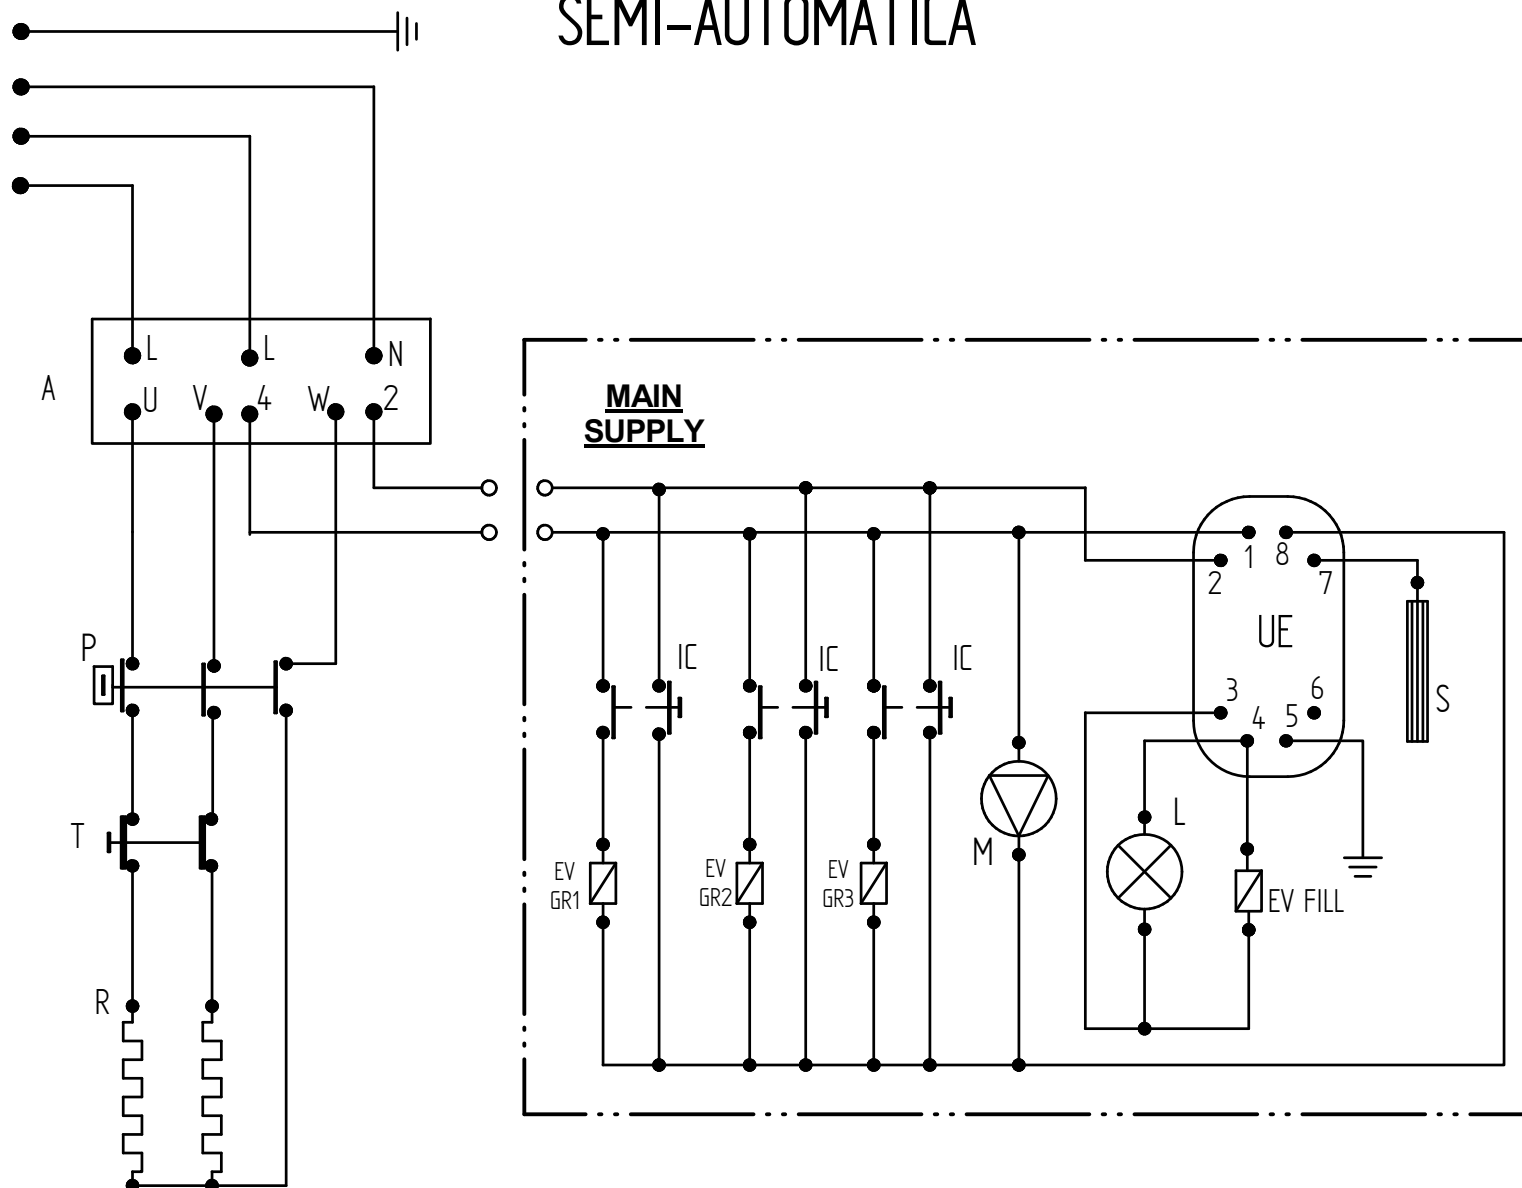 SEMI-AUTOMATICA
L L N
A
U V 4 W 2
MAIN
SUPPLY
1 8
2 7
UE
P
IC IC IC
3 6
4 5
S
T
L
M
EV EV EV
GR1 GR2 GR3
EV FILL
R